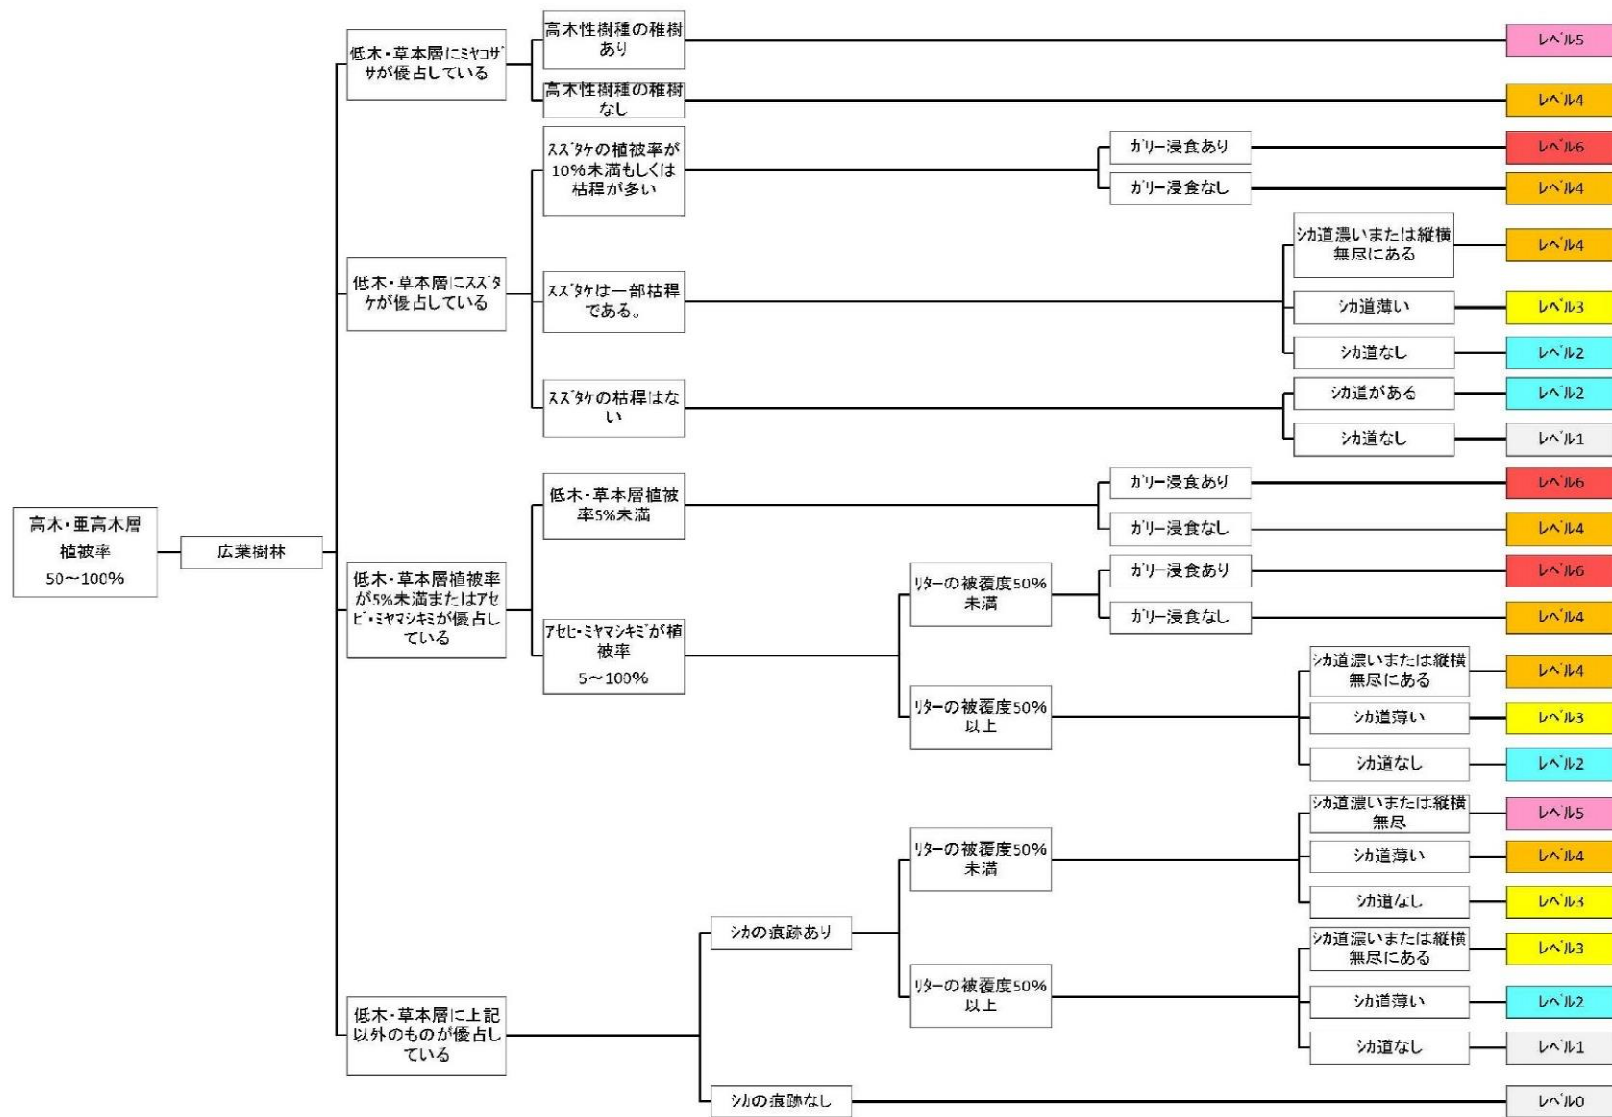 高木・亜高木層
植被率
50～100%
広葉樹林
低木・草本層にﾐﾔｺｻﾞ
ｻが優占している
高木性樹種の稚樹
あり
レベル5
高木性樹種の稚樹
なし
レベル4
低木・草本層にｽｽﾞﾀ
ｹが優占している
ｽｽﾞﾀｹの植被率が
10%未満もしくは
枯稈が多い
ガリー浸食あり
レベル6
ガリー浸食なし
レベル4
ｽｽﾞﾀｹは一部枯稈
である。
ｼｶ道濃いまたは縦横
無尽にある
レベル4
ｼｶ道薄い
レベル3
ｼｶ道なし
レベル2
ｽｽﾞﾀｹの枯稈はな
い
ｼｶ道がある
レベル2
ｼｶ道なし
レベル1
低木・草本層植被率
が5%未満またはｱｾ
ﾋﾞ・ﾐﾔﾏｼｷﾐが優占し
ている
低木・草本層植被
率5%未満
ガリー浸食あり
レベル6
ガリー浸食なし
レベル4
ｱｾﾋ・ﾐﾔﾏｼｷﾐﾞが植
被率
5～100%
ﾘﾀｰの被覆度50%
未満
ガリー浸食あり
レベル6
ガリー浸食なし
レベル4
ﾘﾀｰの被覆度50%
以上
ｼｶ道濃いまたは縦横
無尽にある
レベル4
ｼｶ道薄い
レベル3
ｼｶ道なし
レベル2
低木・草本層に上記
以外のものが優占し
ている
ｼｶの痕跡あり
ﾘﾀｰの被覆度50%
未満
ｼｶ道濃いまたは縦横
無尽
レベル5
ｼｶ道薄い
レベル4
ｼｶ道なし
レベル3
ﾘﾀｰの被覆度50%
以上
ｼｶ道濃いまたは縦横
無尽にある
レベル3
ｼｶ道薄い
レベル2
ｼｶ道なし
レベル1
ｼｶの痕跡なし
レベル0